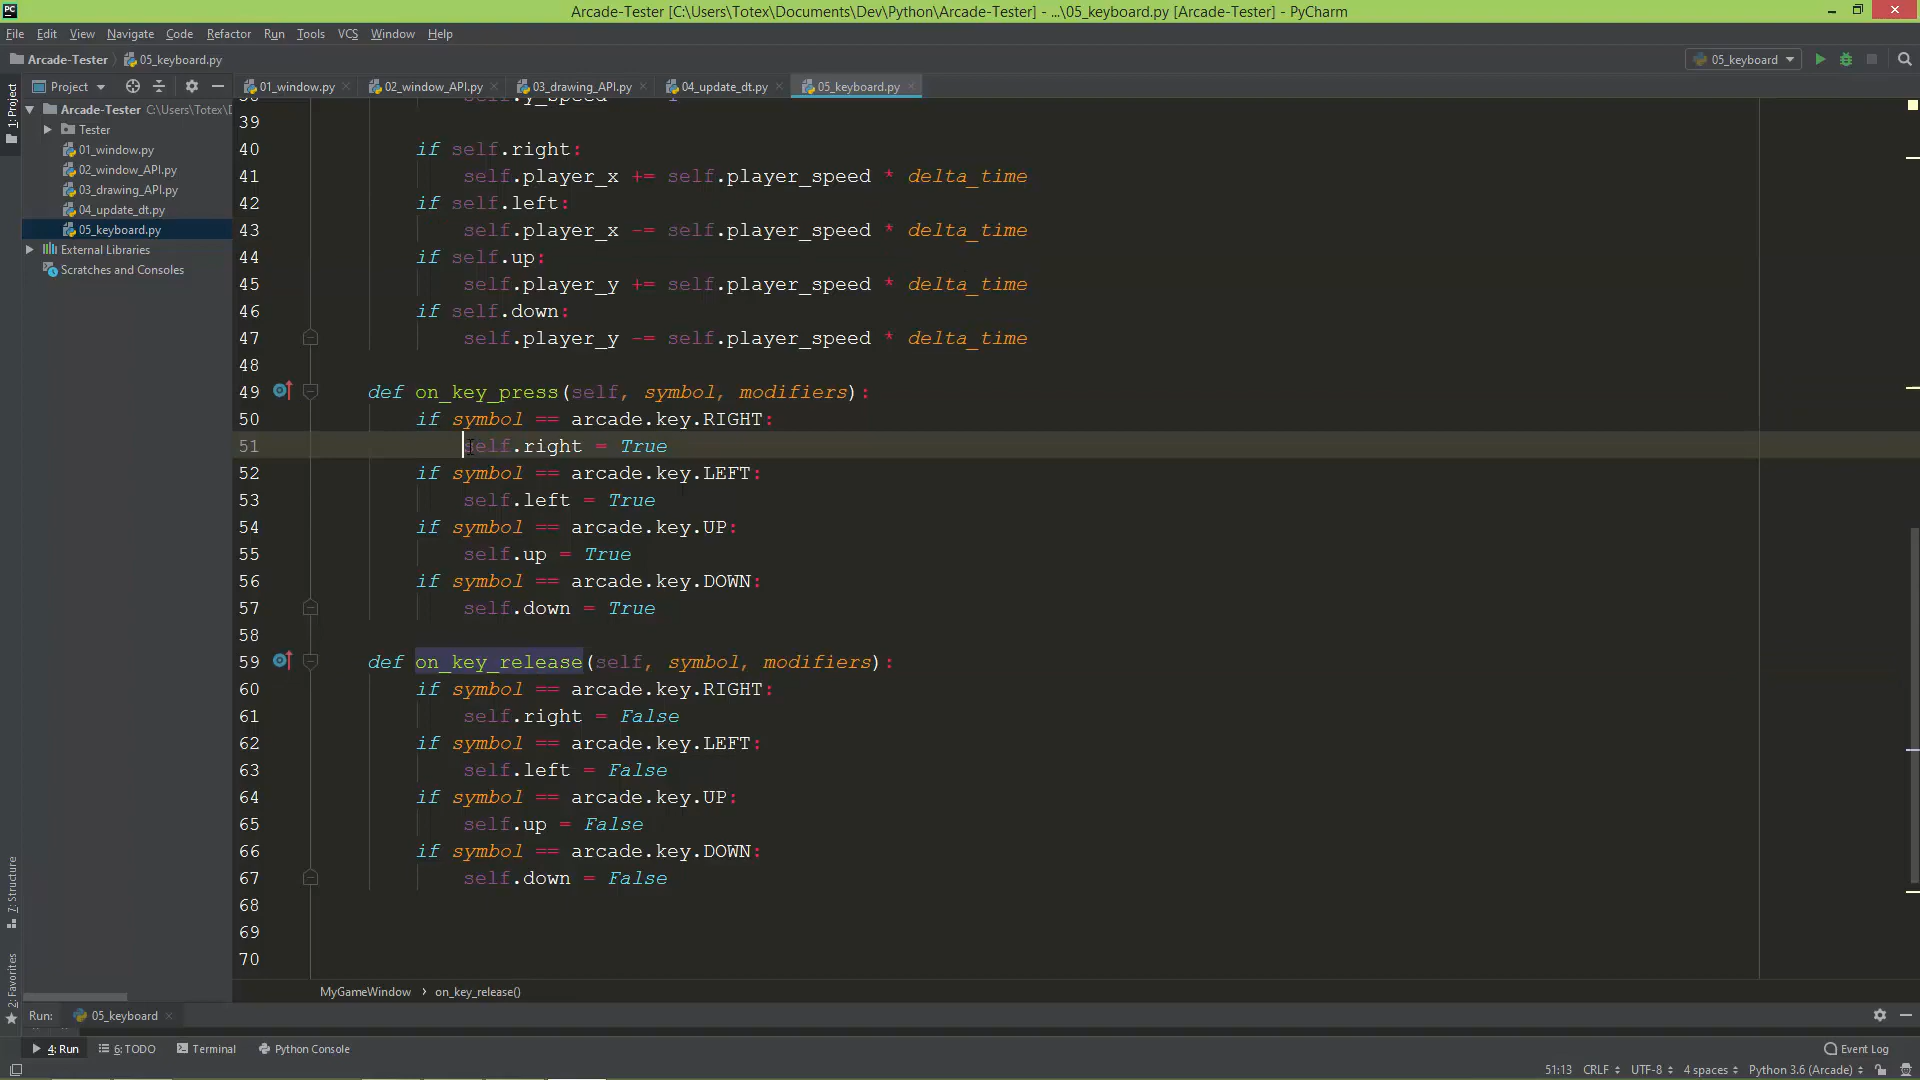 Arcade-Tester [C:\Users\Totex\Documents\Dev\Python\Arcade-Tester] - ...\05_keyboard.py [Arcade-Tester] - PyCharm
File Edit View Navigate Code Refactor Run Tools VCS Window Help
Arcade-Tester 05_keyboard.py
05_keyboard
Project
01_window.py 02_window_API.py 03_drawing_API.py 04_update_dt.py 05_keyboard.py
1: Project
Arcade-Tester C:\Users\Totex\D
Tester
01_window.py
02_window_API.py
03_drawing_API.py
04_update_dt.py
05_keyboard.py
External Libraries
Scratches and Consoles
39
40 if self.right:
41 self.player_x += self.player_speed * delta_time
42 if self.left:
43 self.player_x -= self.player_speed * delta_time
44 if self.up:
45 self.player_y += self.player_speed * delta_time
46 if self.down:
47 self.player_y -= self.player_speed * delta_time
48
49 def on_key_press(self, symbol, modifiers):
50 if symbol == arcade.key.RIGHT:
51 self.right = True
52 if symbol == arcade.key.LEFT:
53 self.left = True
54 if symbol == arcade.key.UP:
55 self.up = True
56 if symbol == arcade.key.DOWN:
57 self.down = True
58
59 def on_key_release(self, symbol, modifiers):
60 if symbol == arcade.key.RIGHT:
61 self.right = False
62 if symbol == arcade.key.LEFT:
63 self.left = False
64 if symbol == arcade.key.UP:
65 self.up = False
66 if symbol == arcade.key.DOWN:
67 self.down = False
68
69
70
7: Structure
2: Favorites
MyGameWindow › on_key_release()
Run: 05_keyboard
4: Run 6: TODO Terminal Python Console Event Log
51:13 CRLF UTF-8 4 spaces Python 3.6 (Arcade)